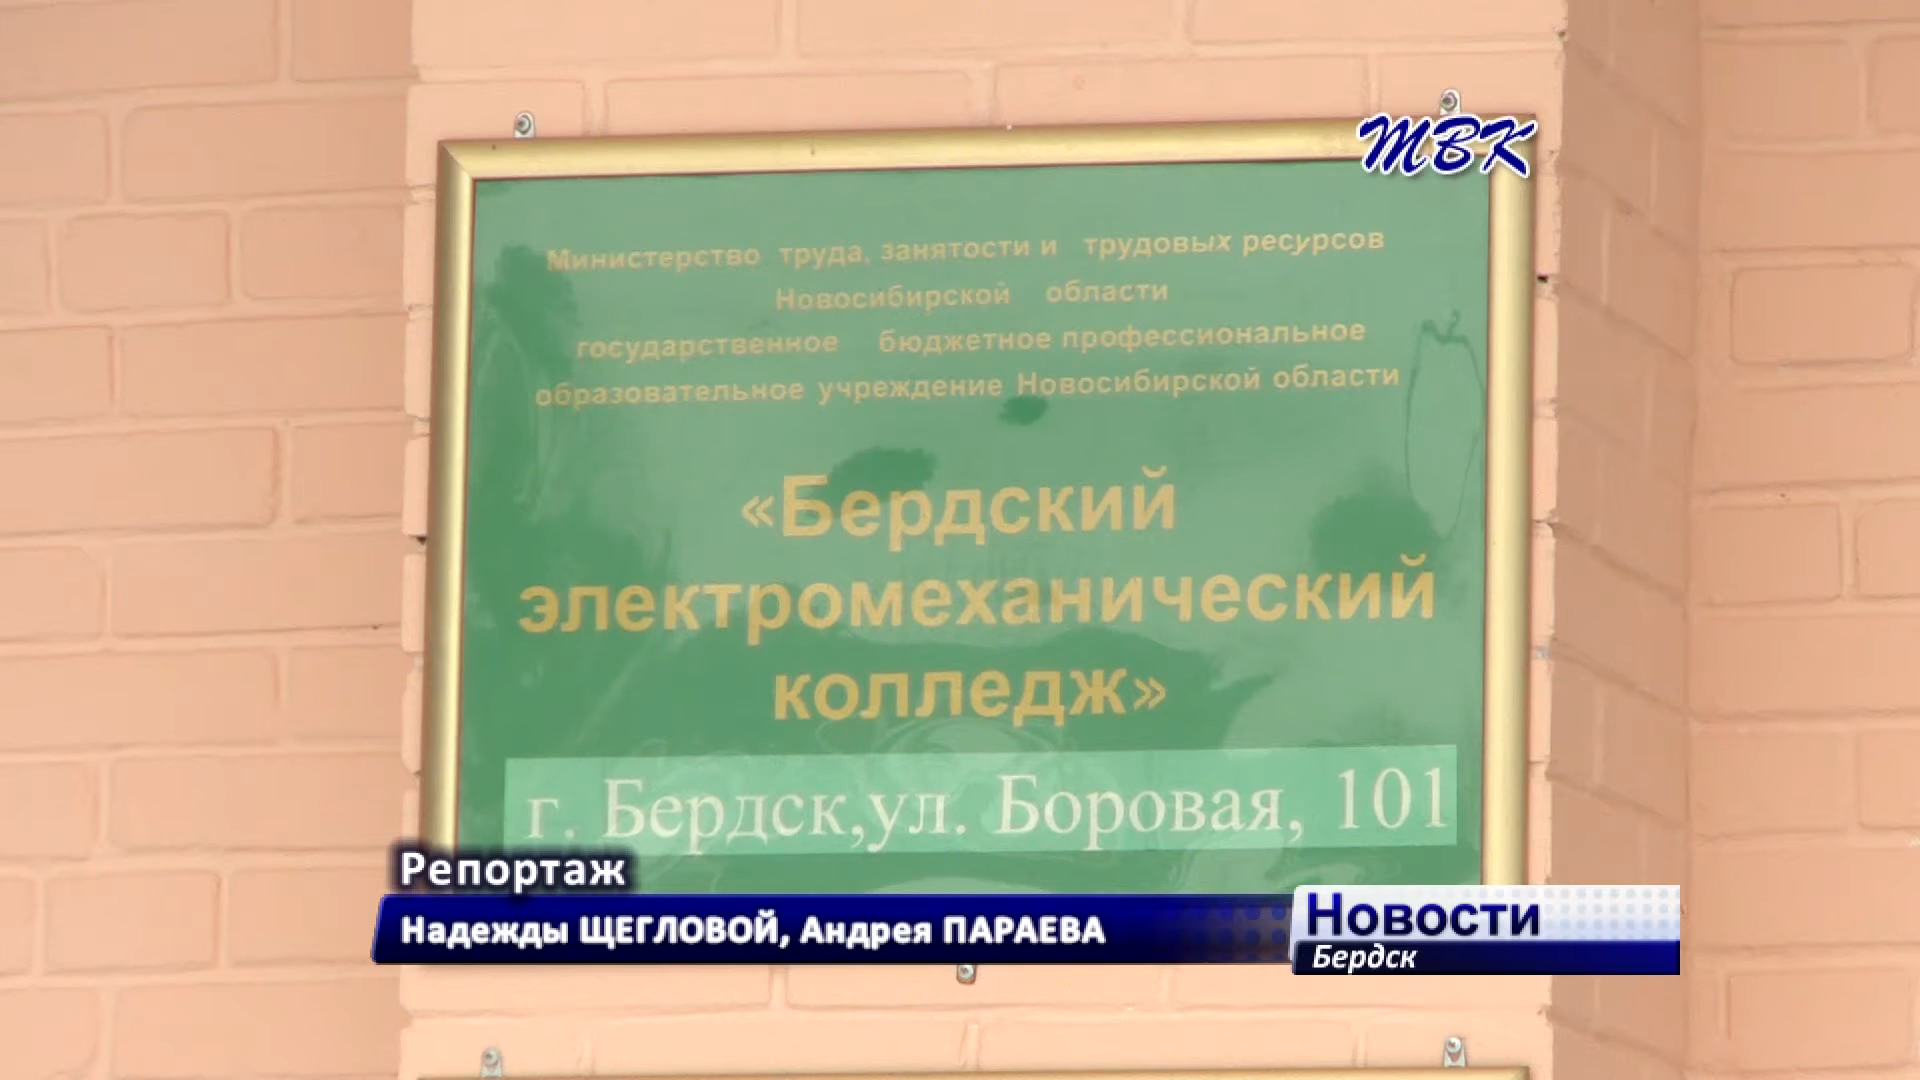 ТВК
Министерство труда, занятости и трудовых ресурсов
Новосибирской области
государственное бюджетное профессиональное
образовательное учреждение Новосибирской области
«Бердский
электромеханический
колледж»
г. Бердск,ул. Боровая, 101
Репортаж
Надежды ЩЕГЛОВОЙ, Андрея ПАРАЕВА
Новости
Бердск